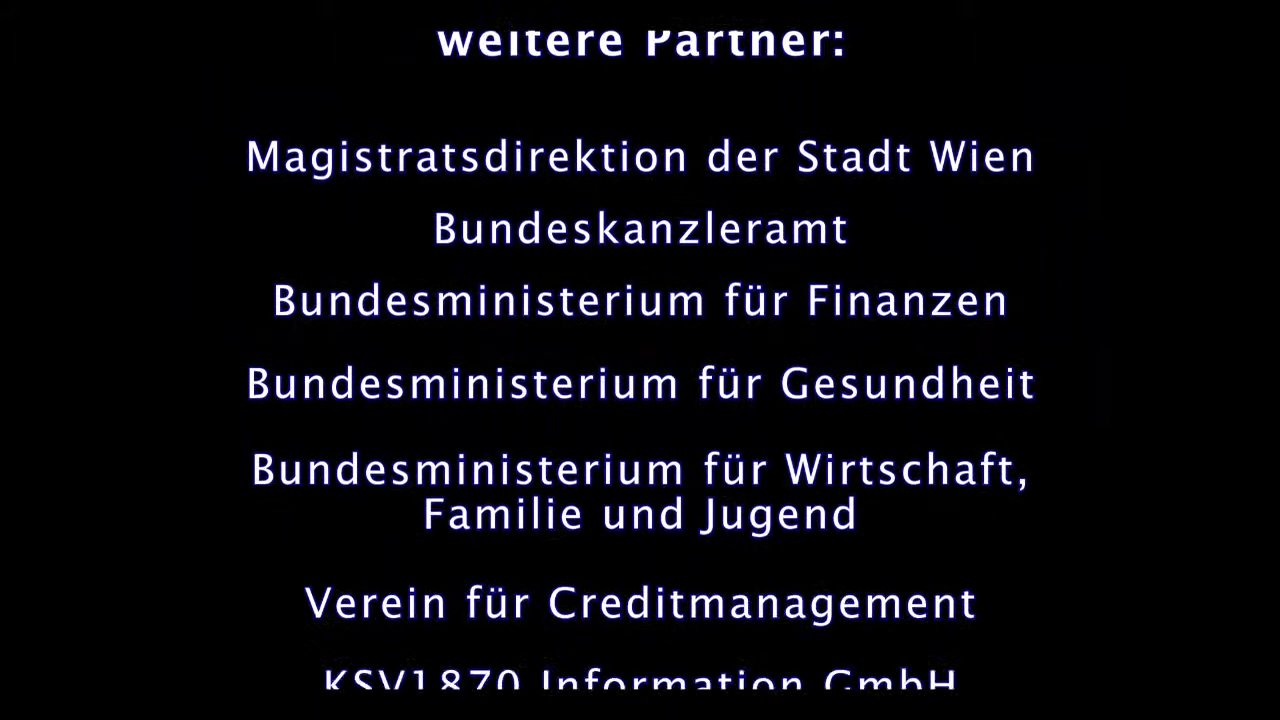 weitere Partner:
Magistratsdirektion der Stadt Wien
Bundeskanzleramt
Bundesministerium für Finanzen
Bundesministerium für Gesundheit
Bundesministerium für Wirtschaft,
Familie und Jugend
Verein für Creditmanagement
KSV1870 Information GmbH